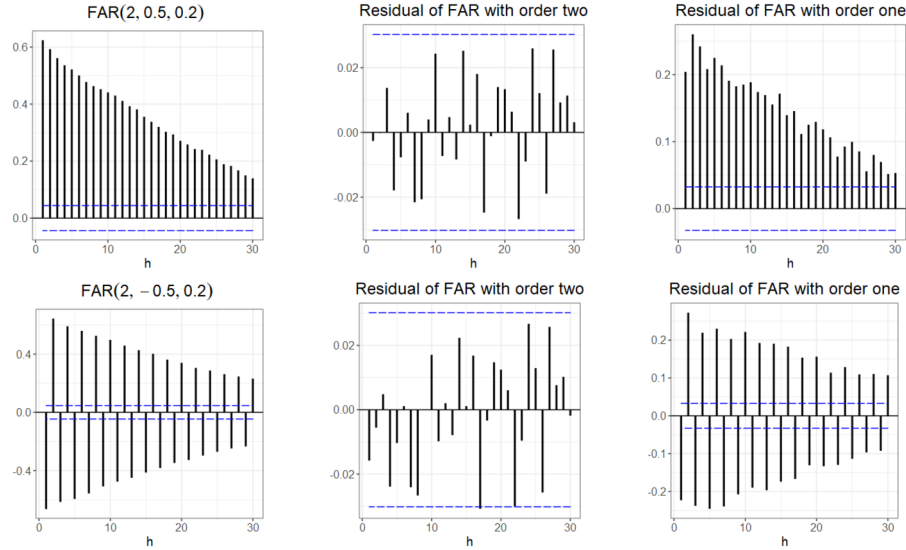 FAR(2, 0.5, 0.2)
0.6
0.4
0.2
0.0
0 10 20 30
h
Residual of FAR with order two
0.02
0.00
-0.02
0 10 20 30
h
Residual of FAR with order one
0.2
0.1
0.0
0 10 20 30
h
FAR(2, − 0.5, 0.2)
0.4
0.0
-0.4
0 10 20 30
h
Residual of FAR with order two
0.02
0.00
-0.02
0 10 20 30
h
Residual of FAR with order one
0.2
0.1
0.0
-0.1
-0.2
0 10 20 30
h